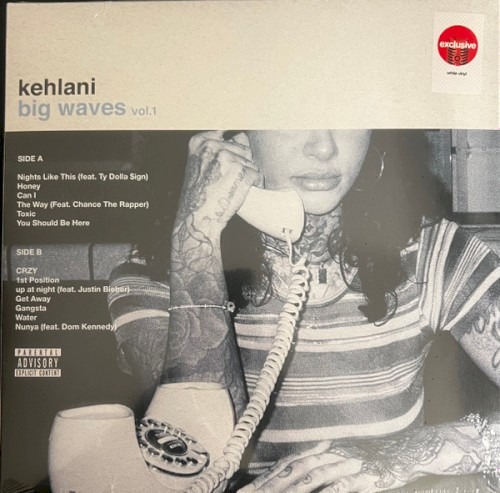 exclusive
white vinyl
kehlani
big waves vol.1
SIDE A
Nights Like This (feat. Ty Dolla $ign)
Honey
Can I
The Way (Feat. Chance The Rapper)
Toxic
You Should Be Here
SIDE B
CRZY
1st Position
up at night (feat. Justin Bieber)
Get Away
Gangsta
Water
Nunya (feat. Dom Kennedy)
PARENTAL
ADVISORY
EXPLICIT CONTENT